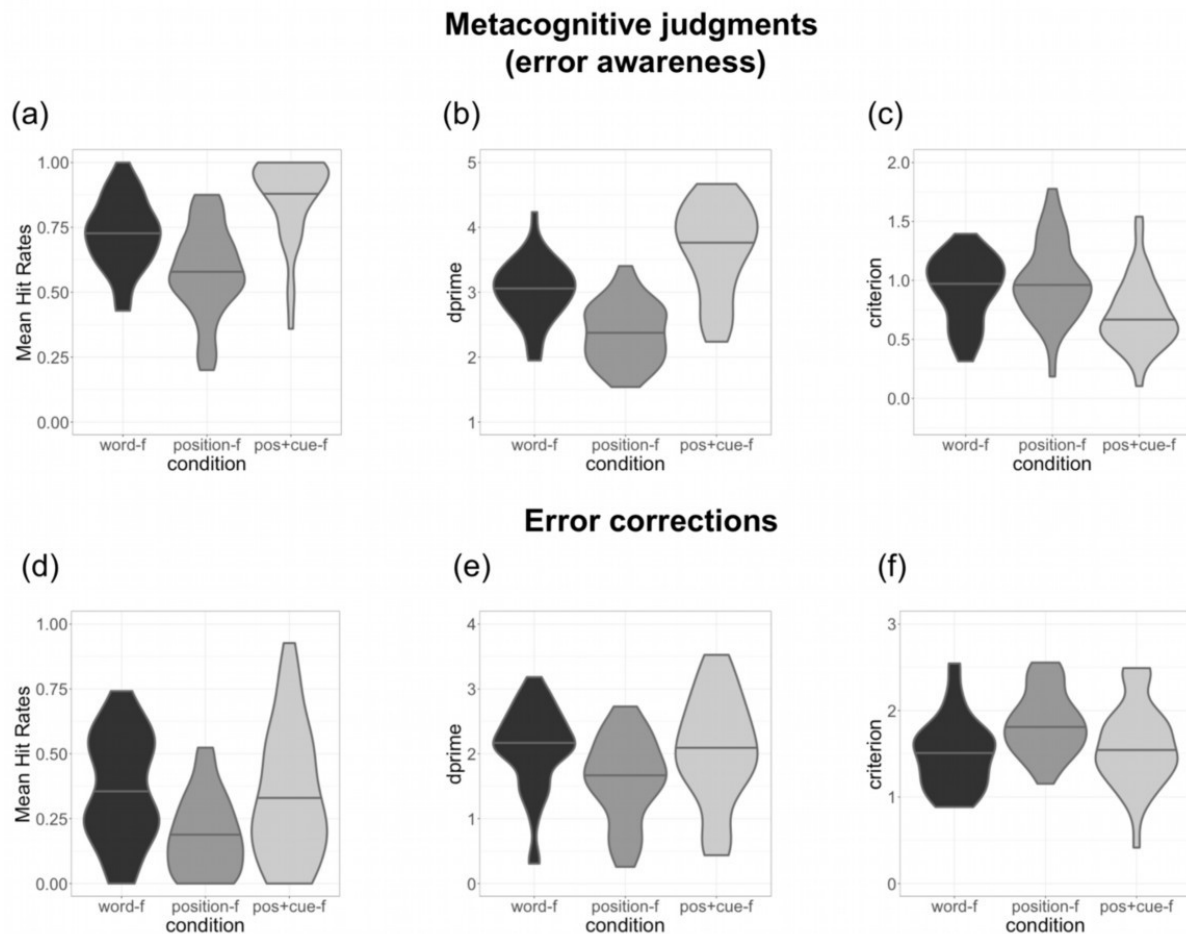 Metacognitive judgments
(error awareness)
(a)
(b)
(c)
Mean Hit Rates
1.00
0.75
0.50
0.25
0.00
word-f position-f pos+cue-f
condition
dprime
5
4
3
2
1
word-f position-f pos+cue-f
condition
criterion
2.0
1.5
1.0
0.5
0.0
word-f position-f pos+cue-f
condition
Error corrections
(d)
(e)
(f)
Mean Hit Rates
1.00
0.75
0.50
0.25
0.00
word-f position-f pos+cue-f
condition
dprime
4
3
2
1
0
word-f position-f pos+cue-f
condition
criterion
3
2
1
0
word-f position-f pos+cue-f
condition